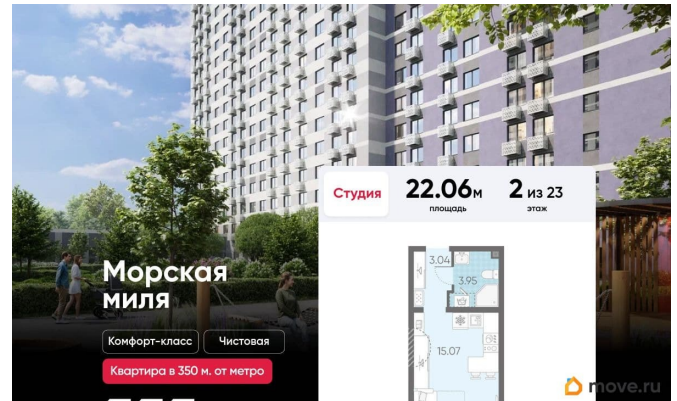 Студия
22.06м
площадь
2 из 23
этаж
3.04
3.95
15.07
Морская
миля
Комфорт-класс
Чистовая
Квартира в 350 м. от метро
move.ru